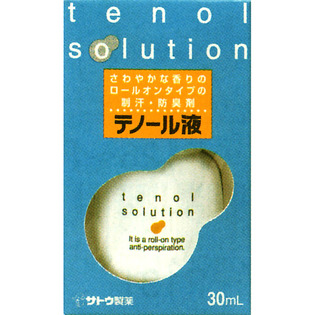 tenol
solution
さわやかな香りの
ロールオンタイプの
制汗・防臭剤
テノール液
tenol
solution
It is a roll-on type
anti-perspiration.
サトウ製薬
30mL